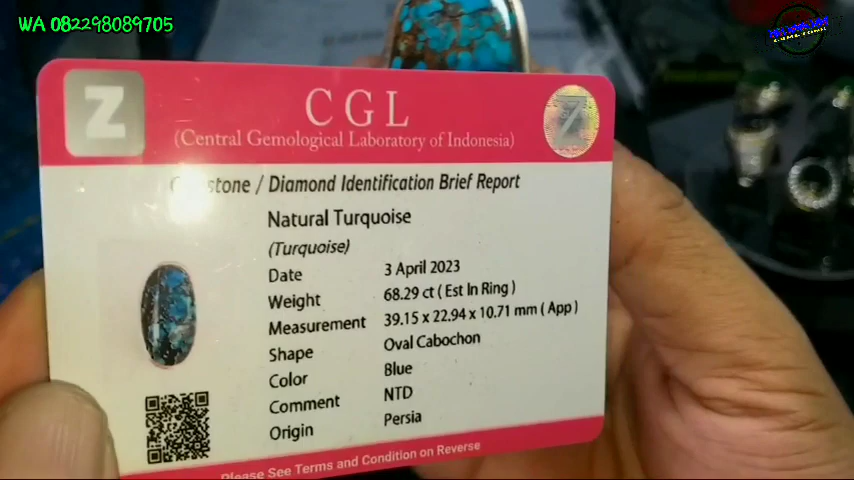 WA 082298089705
Z
CGL
(Central Gemological Laboratory of Indonesia)
/ Diamond Identification Brief Report
Natural Turquoise
(Turquoise)
Date 3 April 2023
Weight 68.29 ct ( Est In Ring )
Measurement 39.15 x 22.94 x 10.71 mm ( App )
Shape Oval Cabochon
Color Blue
Comment NTD
Origin Persia
Please See Terms and Condition on Reverse